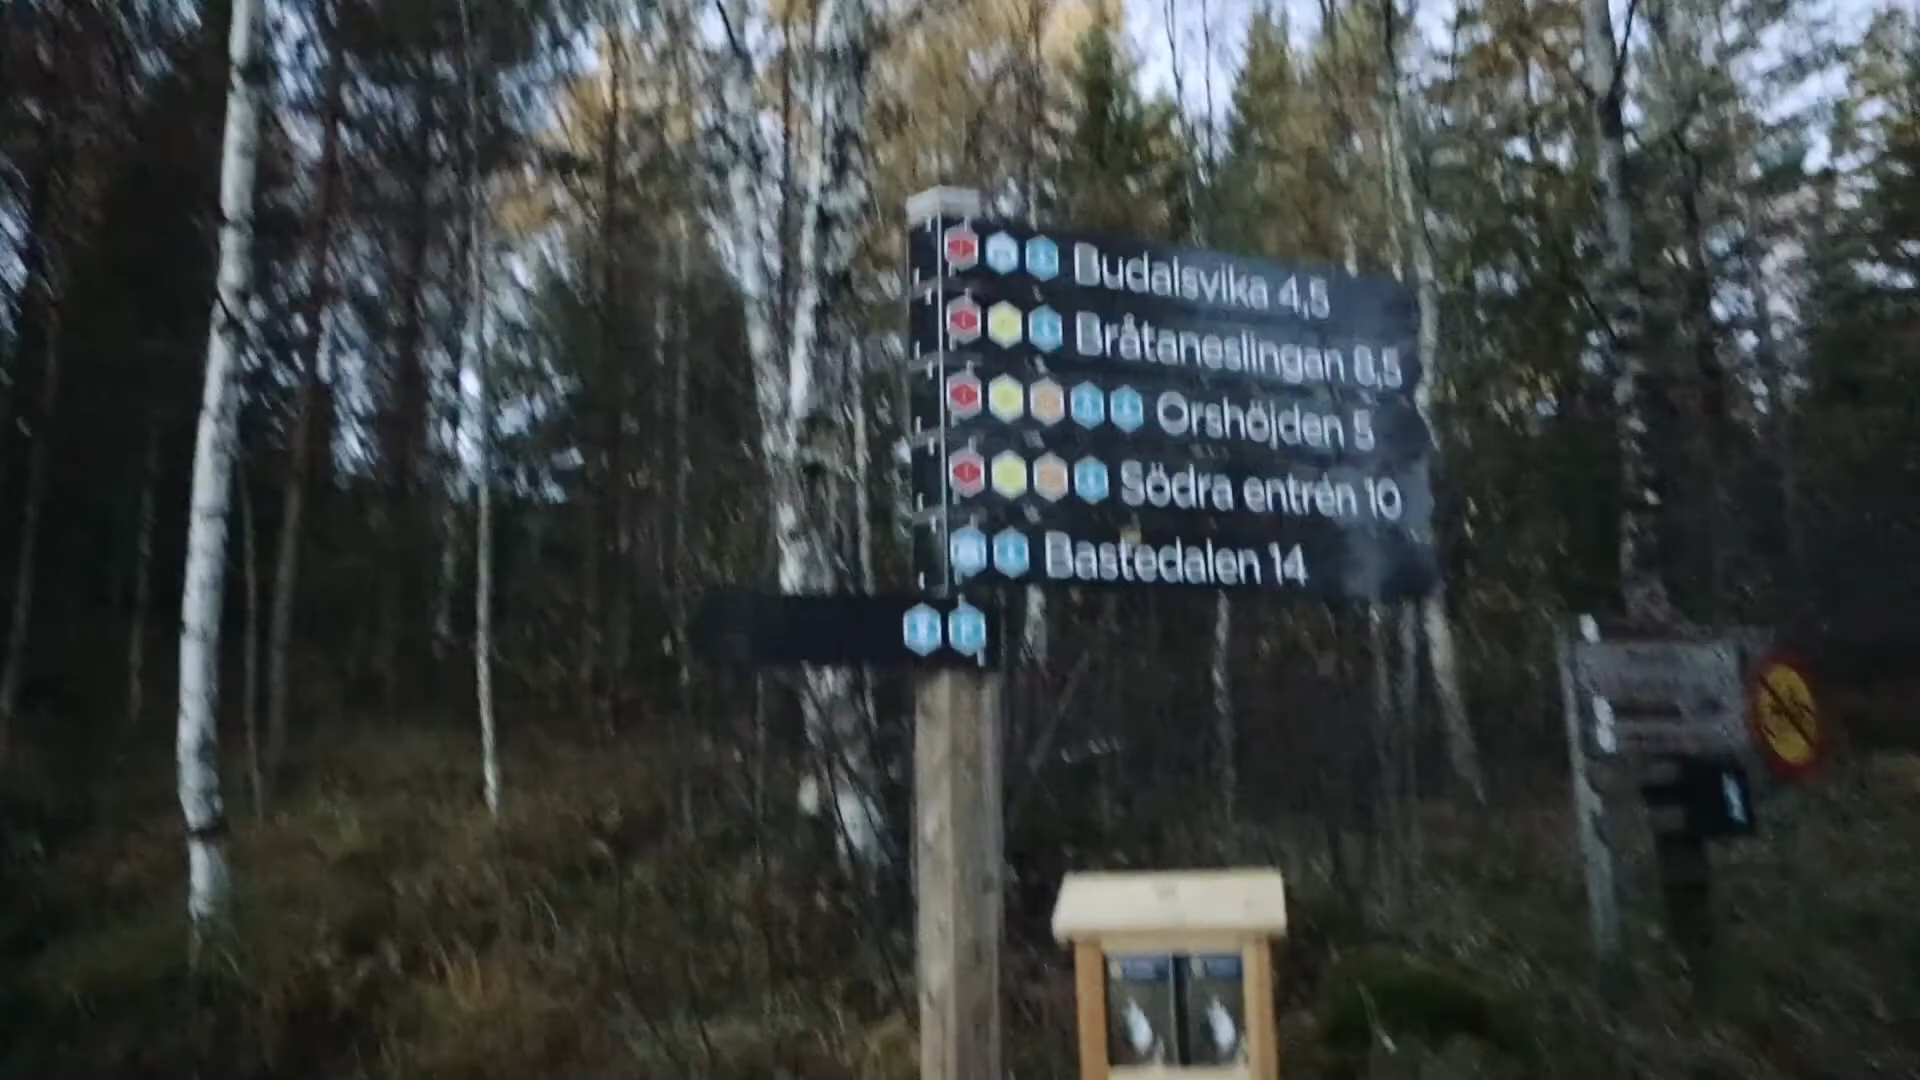 Budalsvika 4,5
Bråtaneslingan 8,5
Orshöjden 5
Södra entrén 10
Bastedalen 14